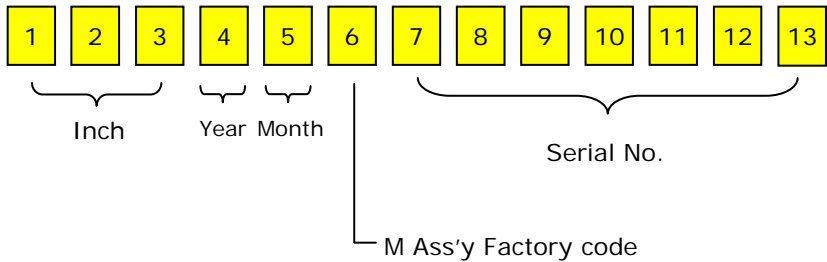 1 2 3 4 5 6 7 8 9 10 11 12 13
Inch Year Month
Serial No.
M Ass'y Factory code